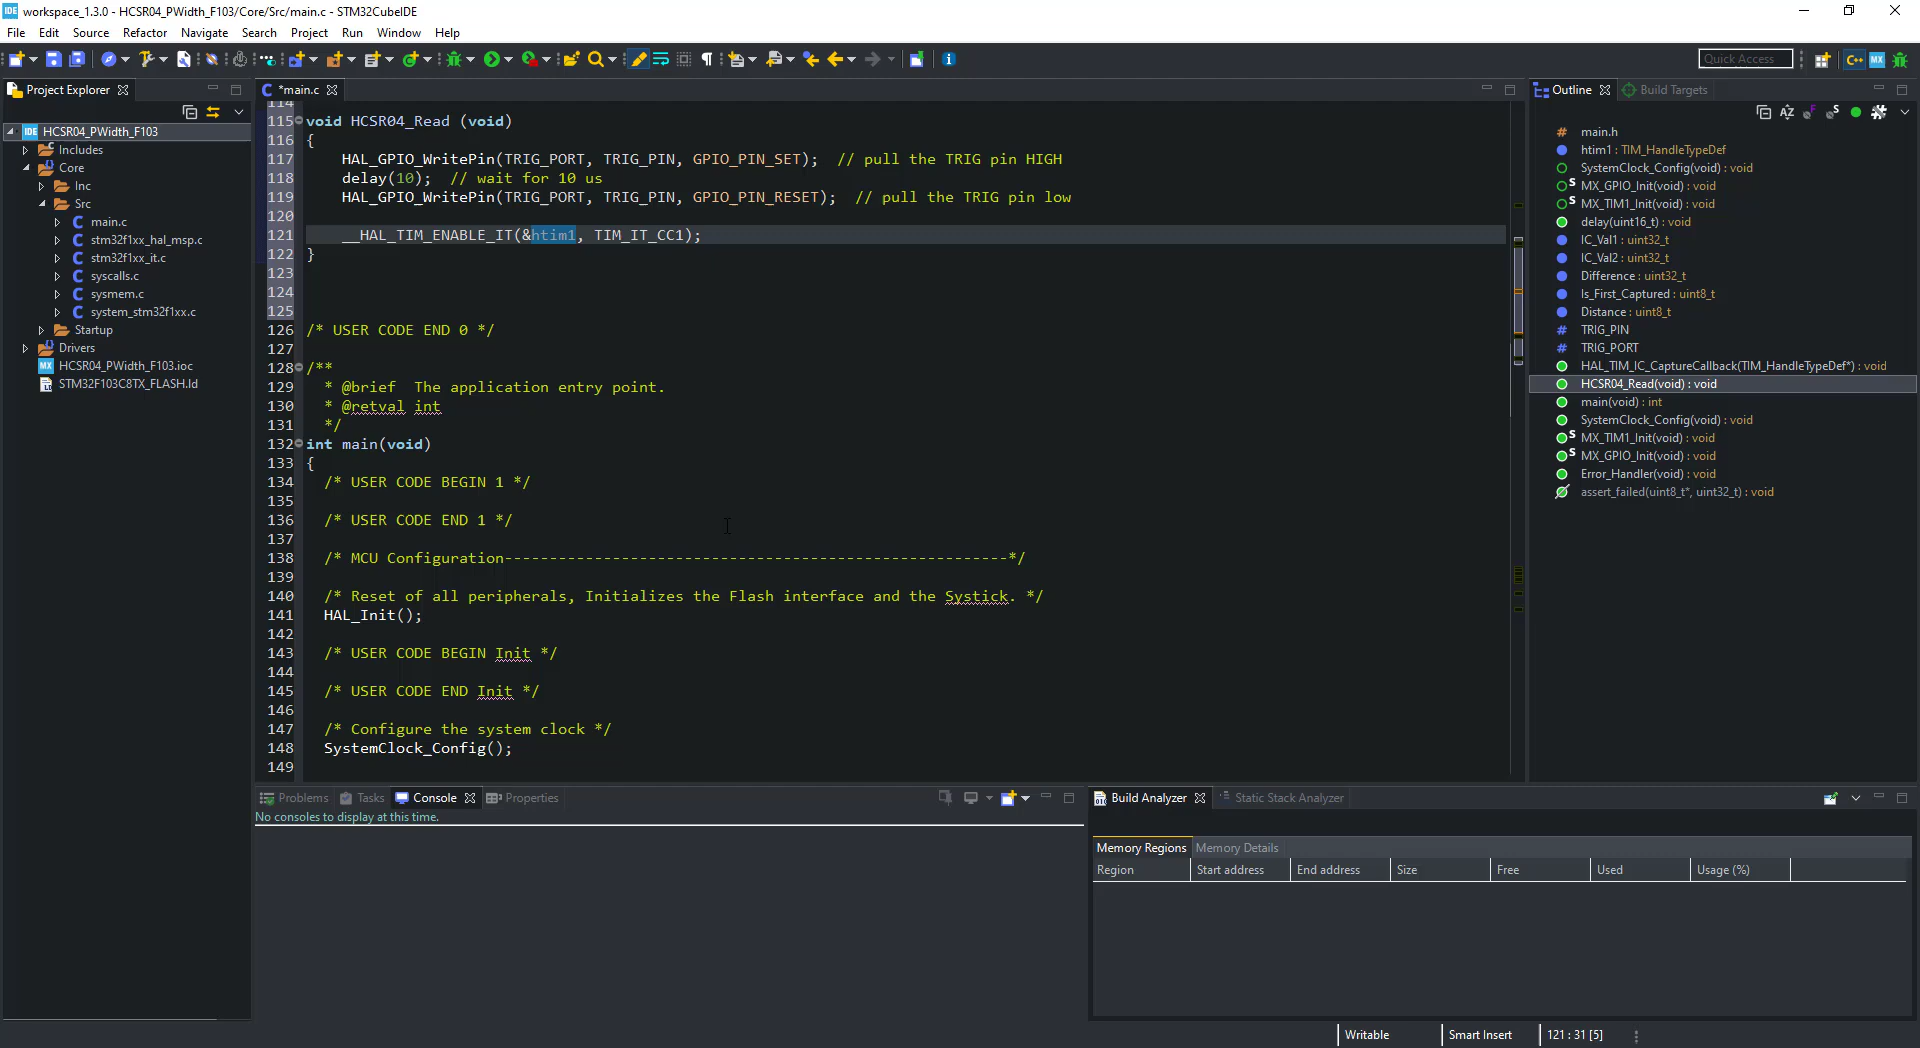 workspace_1.3.0 - HCSR04_PWidth_F103/Core/Src/main.c - STM32CubeIDE
File Edit Source Refactor Navigate Search Project Run Window Help
Quick Access
Project Explorer
HCSR04_PWidth_F103
Includes
Core
Inc
Src
main.c
stm32f1xx_hal_msp.c
stm32f1xx_it.c
syscalls.c
sysmem.c
system_stm32f1xx.c
Startup
Drivers
HCSR04_PWidth_F103.ioc
STM32F103C8TX_FLASH.ld
*main.c
114
115 void HCSR04_Read (void)
116 {
117 HAL_GPIO_WritePin(TRIG_PORT, TRIG_PIN, GPIO_PIN_SET); // pull the TRIG pin HIGH
118 delay(10); // wait for 10 us
119 HAL_GPIO_WritePin(TRIG_PORT, TRIG_PIN, GPIO_PIN_RESET); // pull the TRIG pin low
120
121 __HAL_TIM_ENABLE_IT(&htim1, TIM_IT_CC1);
122 }
123
124
125
126 /* USER CODE END 0 */
127
128 /**
129 * @brief The application entry point.
130 * @retval int
131 */
132 int main(void)
133 {
134 /* USER CODE BEGIN 1 */
135
136 /* USER CODE END 1 */
137
138 /* MCU Configuration--------------------------------------------------------*/
139
140 /* Reset of all peripherals, Initializes the Flash interface and the Systick. */
141 HAL_Init();
142
143 /* USER CODE BEGIN Init */
144
145 /* USER CODE END Init */
146
147 /* Configure the system clock */
148 SystemClock_Config();
149
Outline Build Targets
main.h
htim1 : TIM_HandleTypeDef
SystemClock_Config(void) : void
MX_GPIO_Init(void) : void
MX_TIM1_Init(void) : void
delay(uint16_t) : void
IC_Val1 : uint32_t
IC_Val2 : uint32_t
Difference : uint32_t
Is_First_Captured : uint8_t
Distance : uint8_t
TRIG_PIN
TRIG_PORT
HAL_TIM_IC_CaptureCallback(TIM_HandleTypeDef*) : void
HCSR04_Read(void) : void
main(void) : int
SystemClock_Config(void) : void
MX_TIM1_Init(void) : void
MX_GPIO_Init(void) : void
Error_Handler(void) : void
assert_failed(uint8_t*, uint32_t) : void
Problems Tasks Console Properties
No consoles to display at this time.
Build Analyzer Static Stack Analyzer
Memory Regions Memory Details
Region Start address End address Size Free Used Usage (%)
Writable Smart Insert 121 : 31 [5]